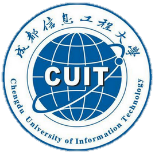 成都信息工程大学
CUIT
Chengdu University of Information Technology